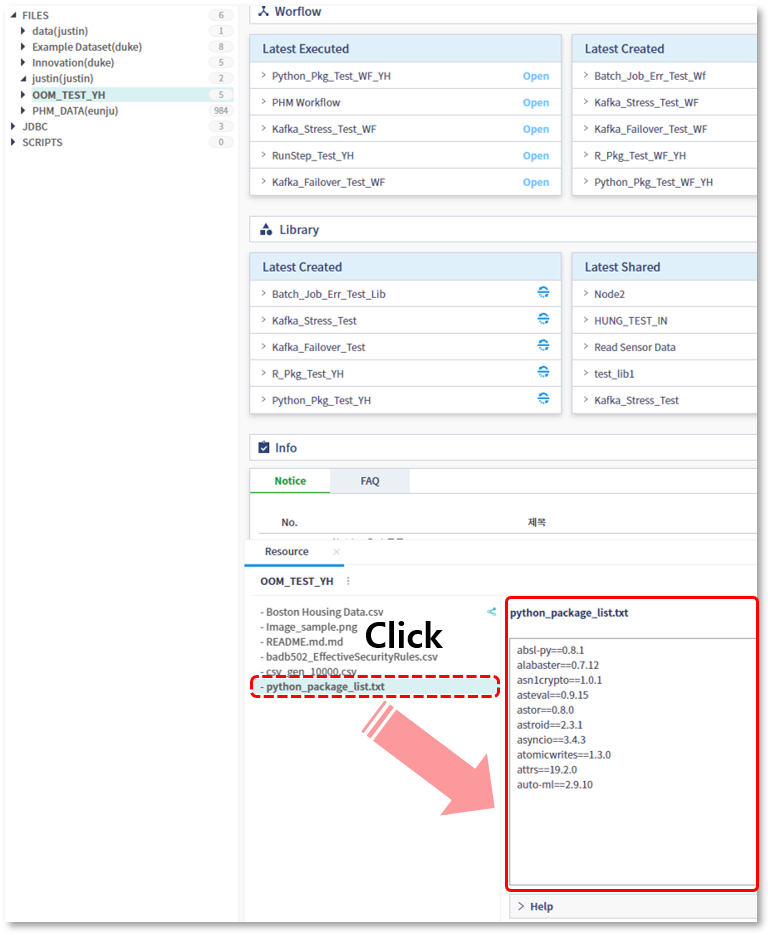 FILES 6
data(justin) 1
Example Dataset(duke) 8
Innovation(duke) 5
justin(justin) 2
OOM_TEST_YH 5
PHM_DATA(eunju) 984
JDBC 3
SCRIPTS 0
Worflow
Latest Executed
Python_Pkg_Test_WF_YH Open
PHM Workflow Open
Kafka_Stress_Test_WF Open
RunStep_Test_YH Open
Kafka_Failover_Test_WF Open
Latest Created
Batch_Job_Err_Test_Wf
Kafka_Stress_Test_WF
Kafka_Failover_Test_WF
R_Pkg_Test_WF_YH
Python_Pkg_Test_WF_YH
Library
Latest Created
Batch_Job_Err_Test_Lib
Kafka_Stress_Test
Kafka_Failover_Test
R_Pkg_Test_YH
Python_Pkg_Test_YH
Latest Shared
Node2
HUNG_TEST_IN
Read Sensor Data
test_lib1
Kafka_Stress_Test
Info
Notice FAQ
No. 제목
Resource
OOM_TEST_YH
- Boston Housing Data.csv
- Image_sample.png
- README.md.md
- badb502_EffectiveSecurityRules.csv
- csv_gen_10000.csv
- python_package_list.txt
Click
python_package_list.txt
absl-py==0.8.1
alabaster==0.7.12
asn1crypto==1.0.1
asteval==0.9.15
astor==0.8.0
astroid==2.3.1
asyncio==3.4.3
atomicwrites==1.3.0
attrs==19.2.0
auto-ml==2.9.10
Help